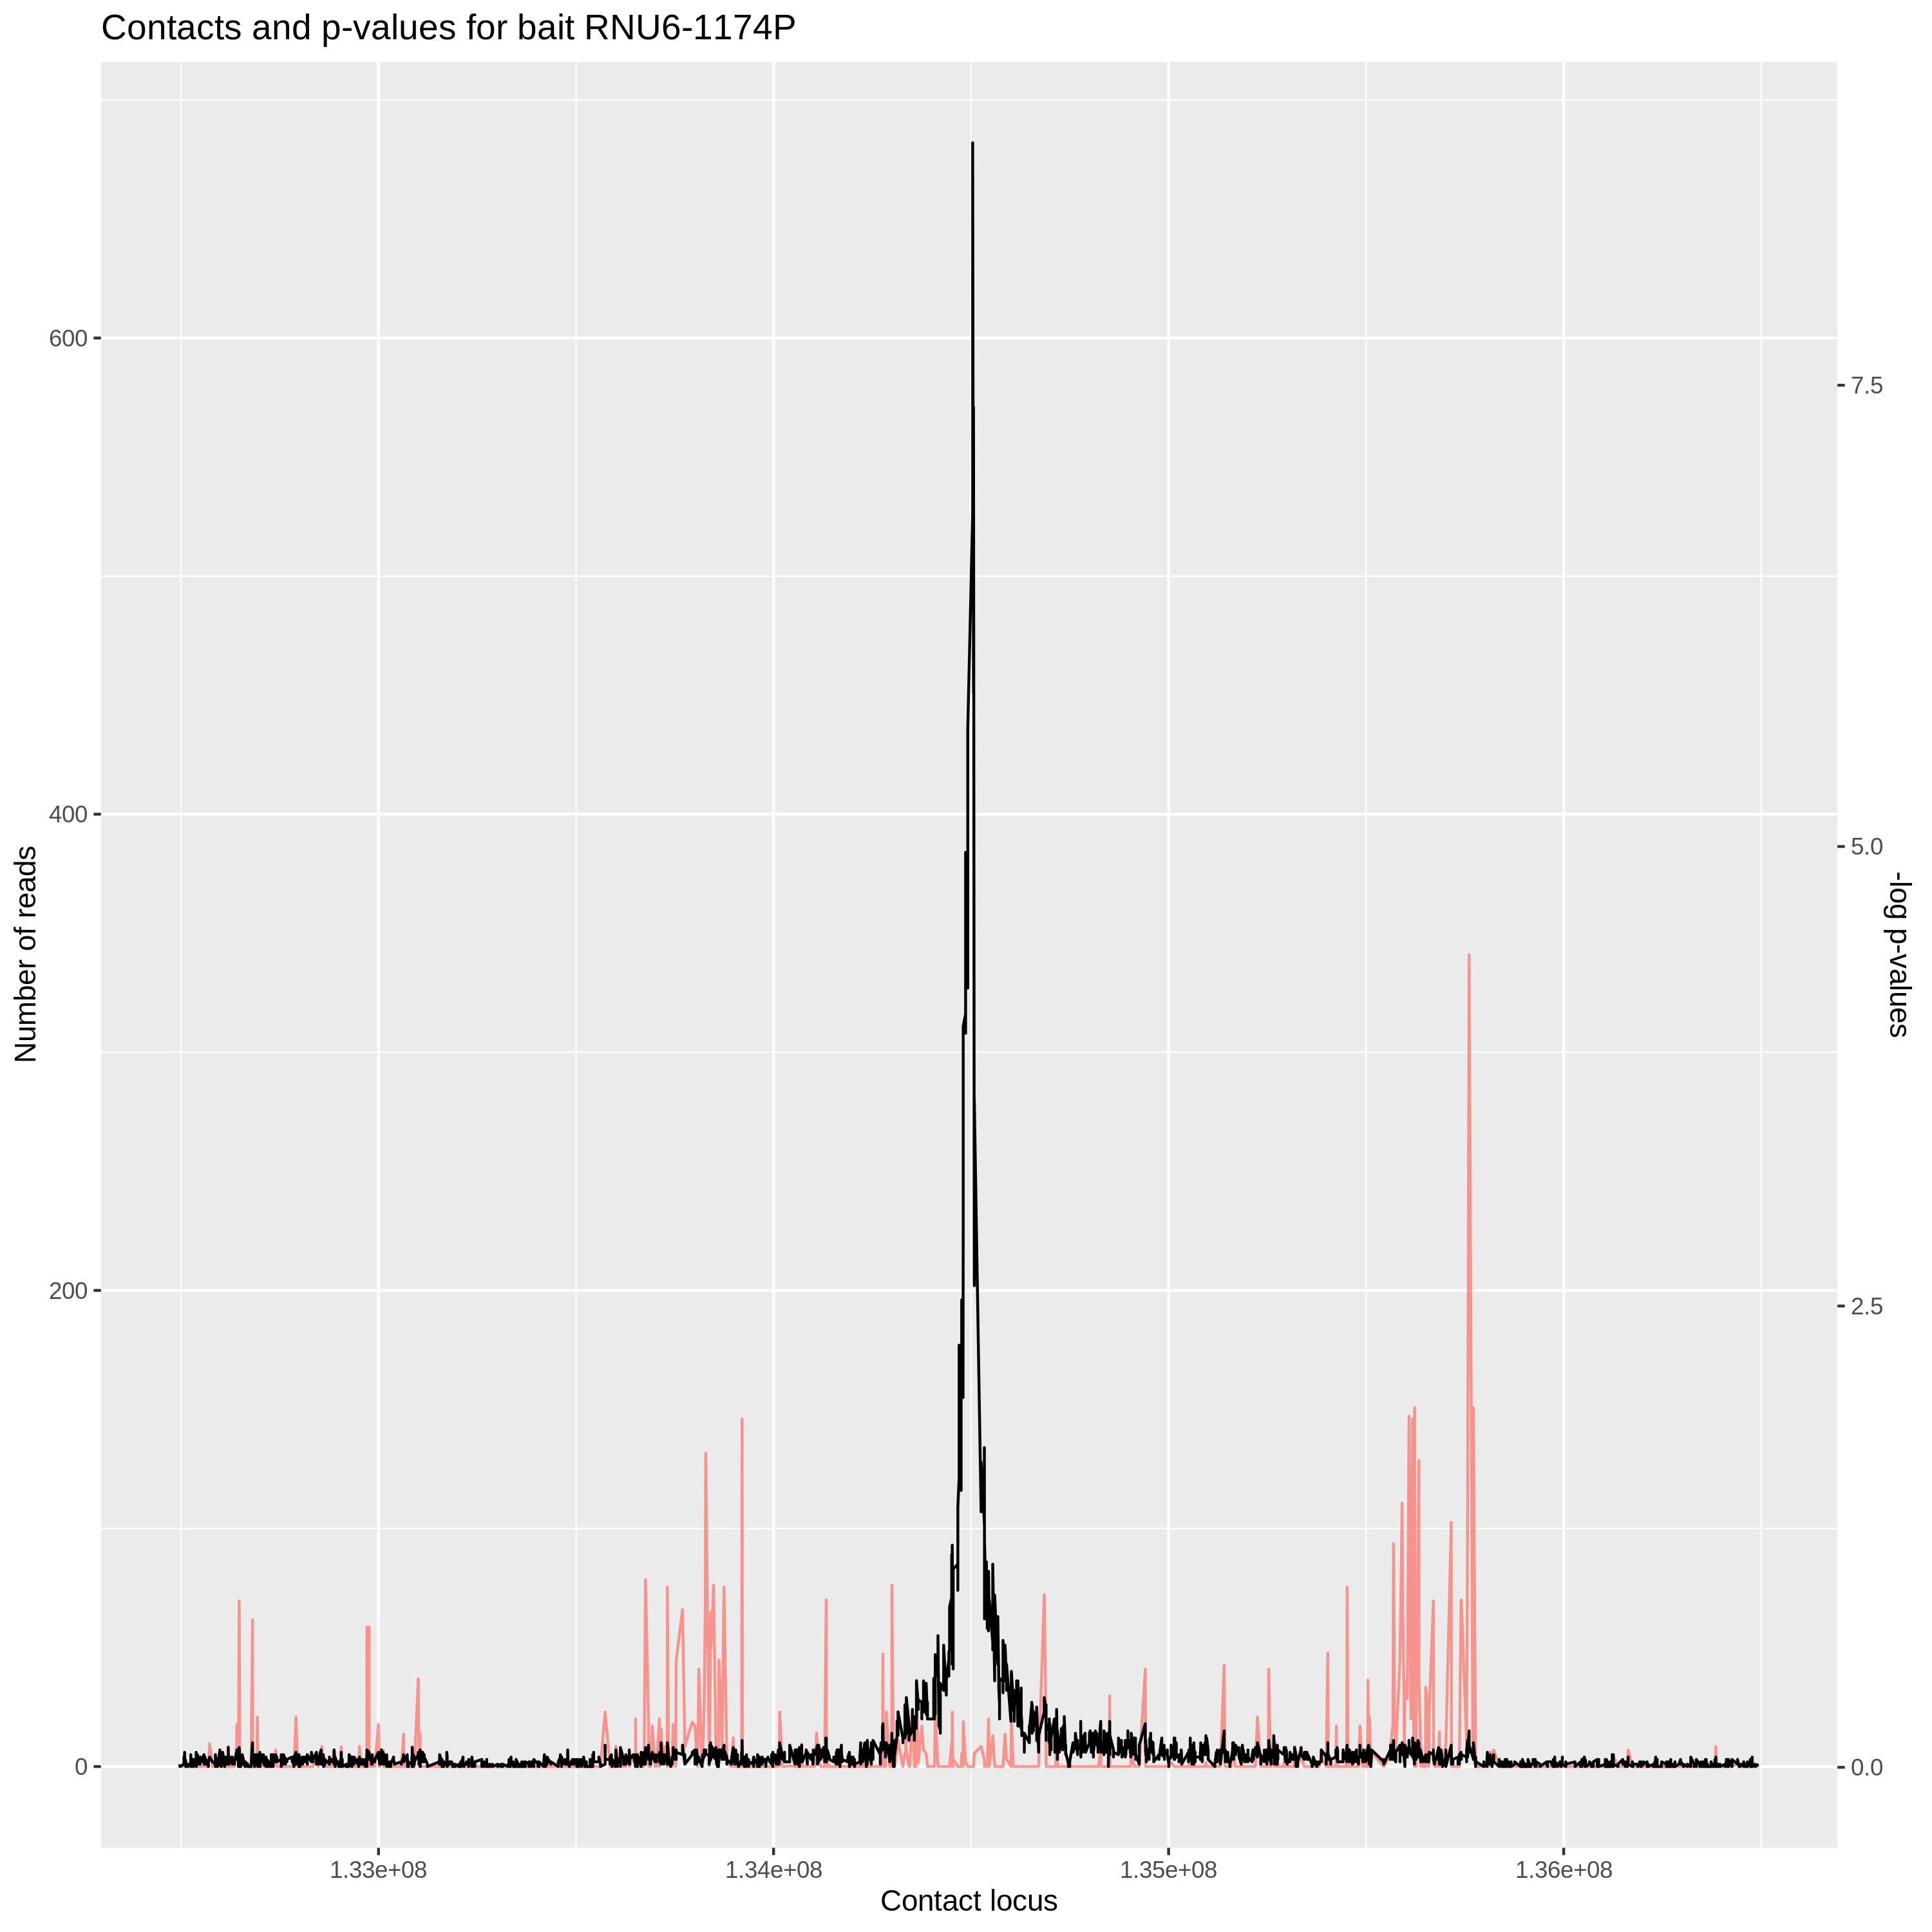 Contacts and p-values for bait RNU6-1174P
600
400
200
0
7.5
5.0
2.5
0.0
Number of reads
-log p-values
1.33e+08
1.34e+08
1.35e+08
1.36e+08
Contact locus